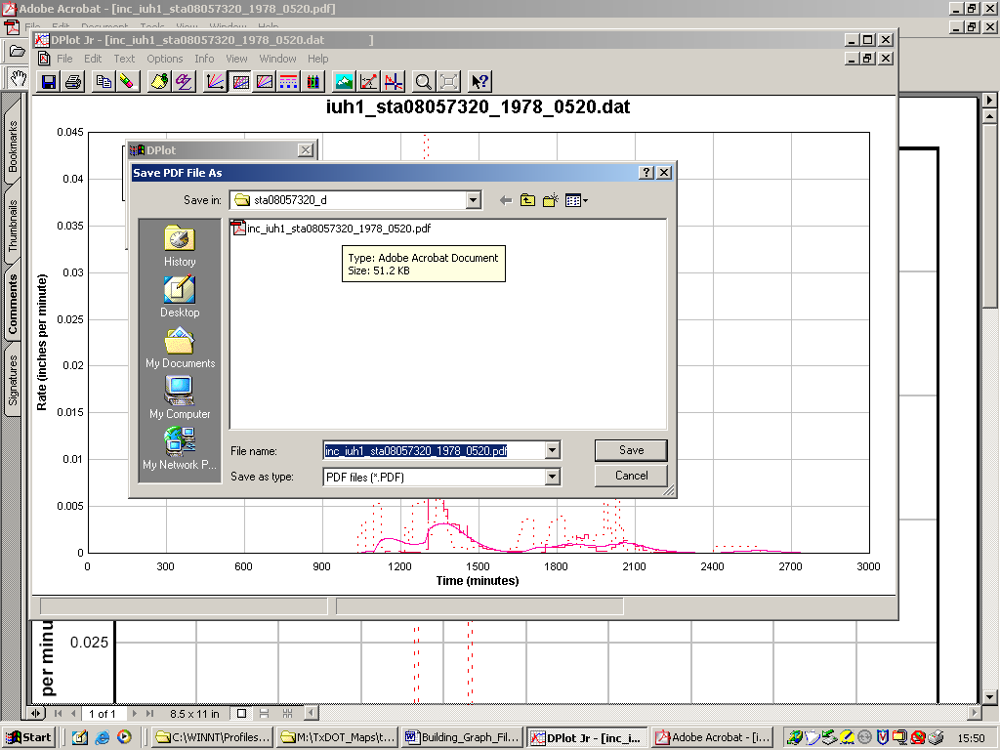 Adobe Acrobat - [inc_iuh1_sta08057320_1978_0520.pdf]
File Edit Document Tools View Window Help
DPlot Jr - [inc_iuh1_sta08057320_1978_0520.dat ]
File Edit Text Options Info View Window Help
iuh1_sta08057320_1978_0520.dat
0.045
0.04
0.035
0.03
0.025
0.02
0.015
0.01
0.005
0
Rate (inches per minute)
0 300 600 900 1200 1500 1800 2100 2400 2700 3000
Time (minutes)
DPlot
Save PDF File As
Save in: sta08057320_d
History
Desktop
My Documents
My Computer
My Network P...
inc_iuh1_sta08057320_1978_0520.pdf
Type: Adobe Acrobat Document
Size: 51.2 KB
File name: inc_iuh1_sta08057320_1978_0520.pdf
Save
Save as type: PDF files (*.PDF)
Cancel
Bookmarks
Thumbnails
Comments
Signatures
per minu
0.025
1 of 1 8.5 x 11 in
Start C:\WINNT\Profiles... M:\TxDOT_Maps\t... Building_Graph_Fil... DPlot Jr - [inc_i... Adobe Acrobat - [i... 15:50